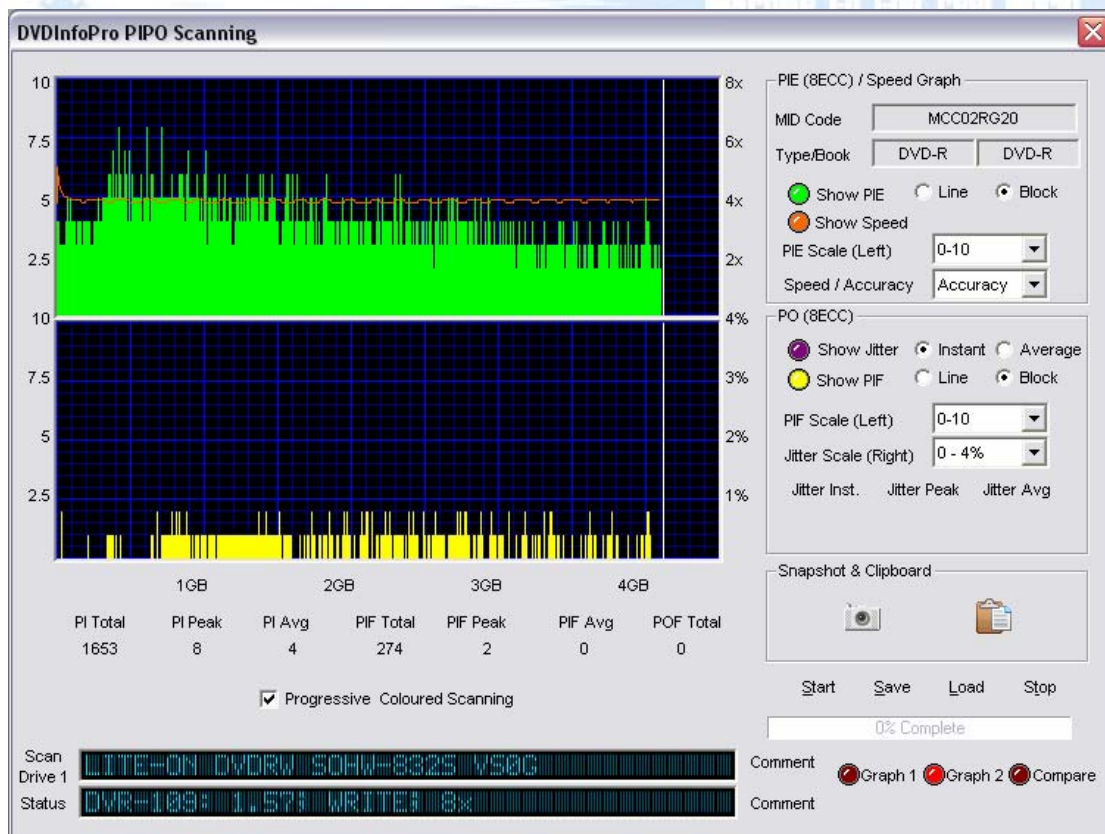 DVDInfoPro PIPO Scanning
10
7.5
5
2.5
8x
6x
4x
2x
10
7.5
5
2.5
4%
3%
2%
1%
1GB 2GB 3GB 4GB
PI Total PI Peak PI Avg PIF Total PIF Peak PIF Avg POF Total
1653 8 4 274 2 0 0
Progressive Coloured Scanning
Scan Drive 1
LITE-ON DVDRW SOHW-832S VS0G
Status
DVR-109: 1.57: WRITE: 8x
PIE (8ECC) / Speed Graph
MID Code MCC02RG20
Type/Book DVD-R DVD-R
Show PIE Line Block
Show Speed
PIE Scale (Left) 0-10
Speed / Accuracy Accuracy
PO (8ECC)
Show Jitter Instant Average
Show PIF Line Block
PIF Scale (Left) 0-10
Jitter Scale (Right) 0 - 4%
Jitter Inst. Jitter Peak Jitter Avg
Snapshot & Clipboard
Start Save Load Stop
0% Complete
Comment
Graph 1 Graph 2 Compare
Comment